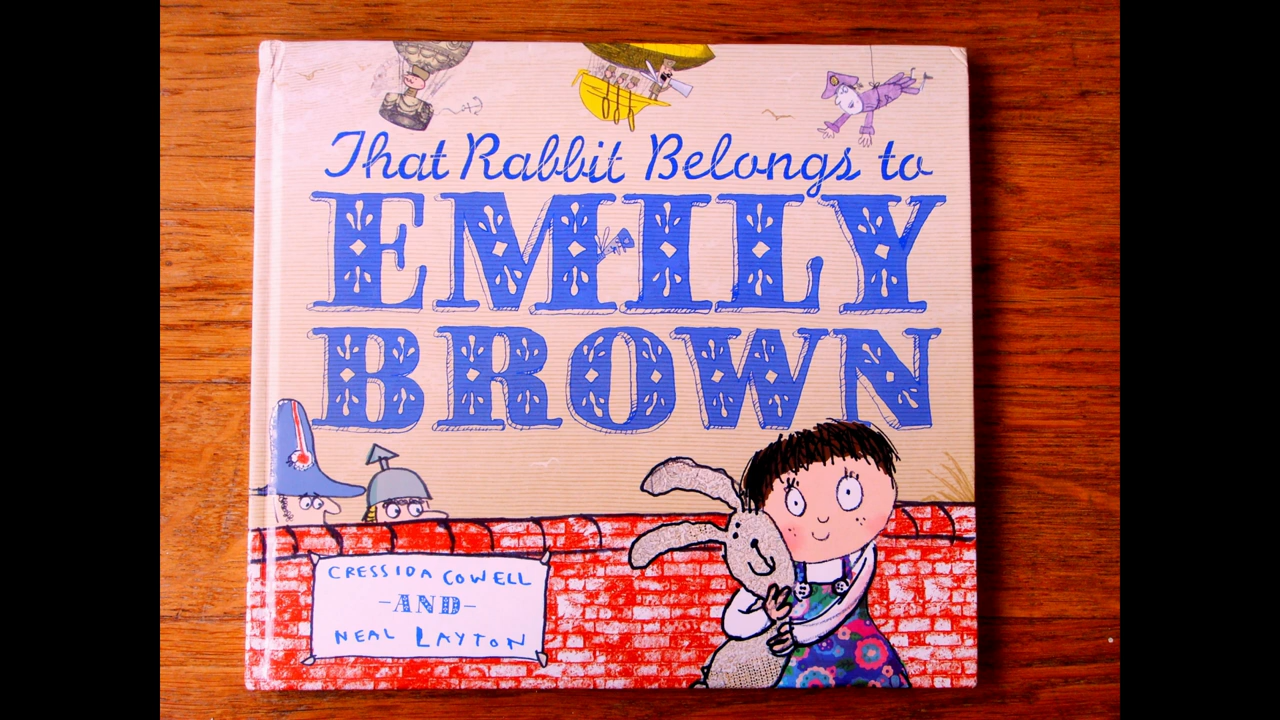 That Rabbit Belongs to
EMILY
BROWN
CRESSIDA COWELL
-AND-
NEAL LAYTON